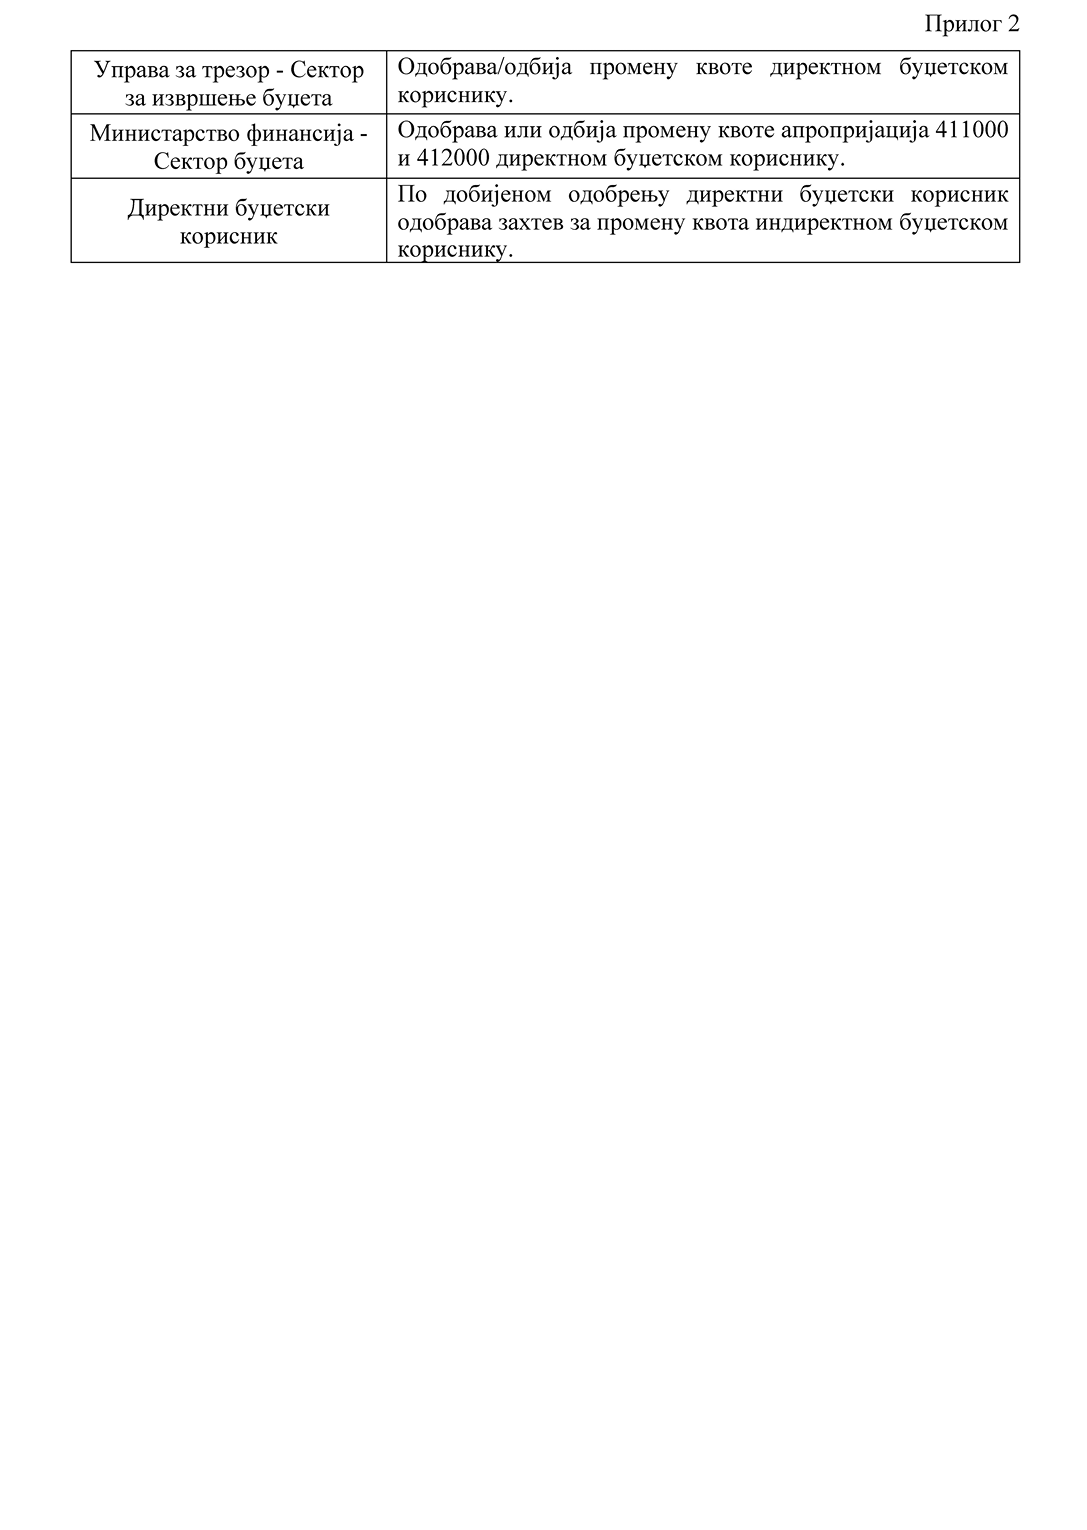 Прилог 2
Управа за трезор - Сектор
за извршење буџета
Одобрава/одбија промену квоте директном буџетском
кориснику.
Министарство финансија -
Сектор буџета
Одобрава или одбија промену квоте апропријација 411000
и 412000 директном буџетском кориснику.
Директни буџетски
корисник
По добијеном одобрењу директни буџетски корисник
одобрава захтев за промену квота индиректном буџетском
кориснику.